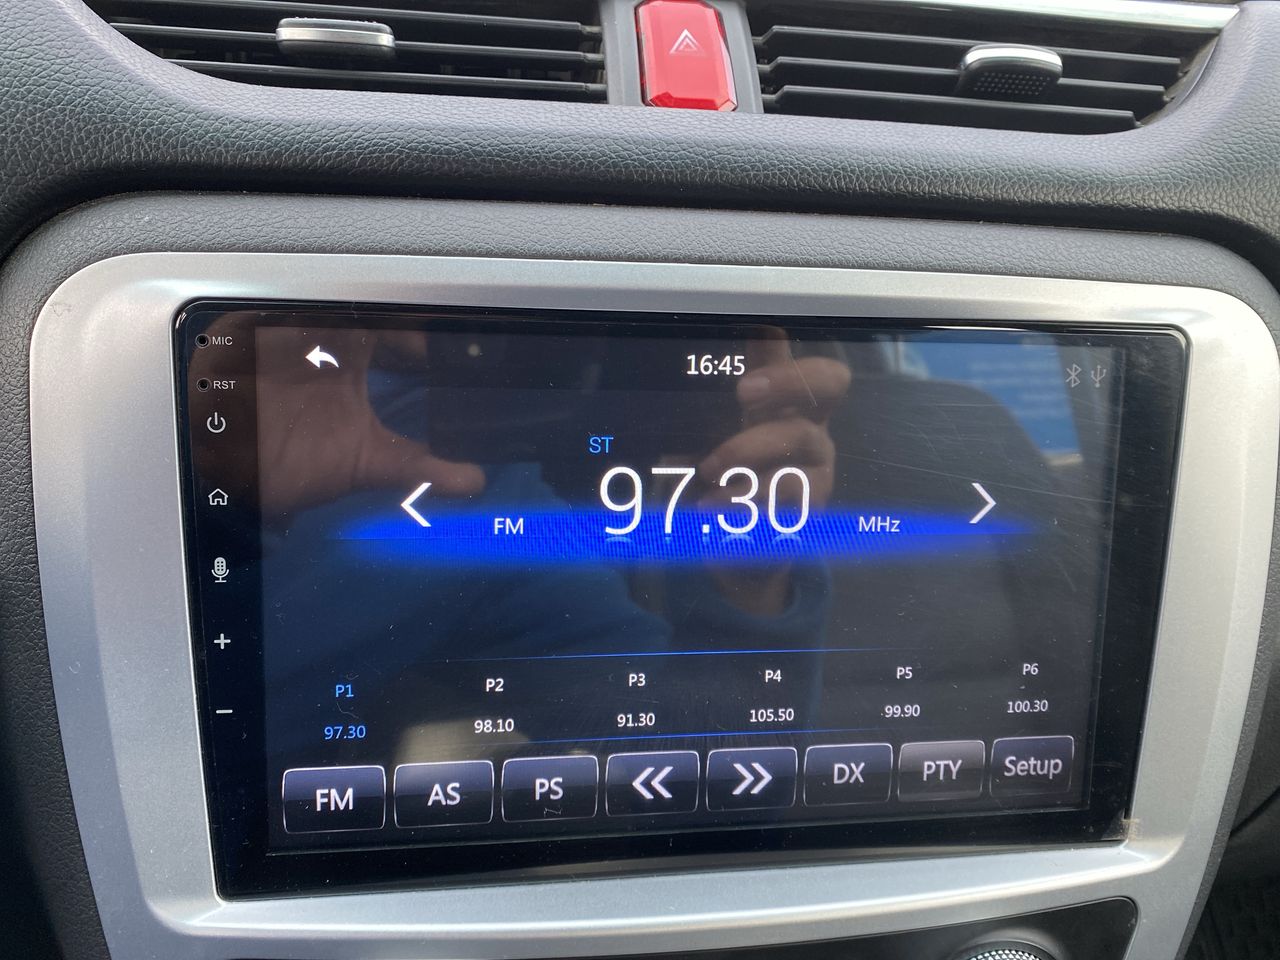 MIC
16:45
RST
ST
97.30
FM
MHz
P1 P2 P3 P4 P5 P6
97.30 98.10 91.30 105.50 99.90 100.30
FM AS PS DX PTY Setup